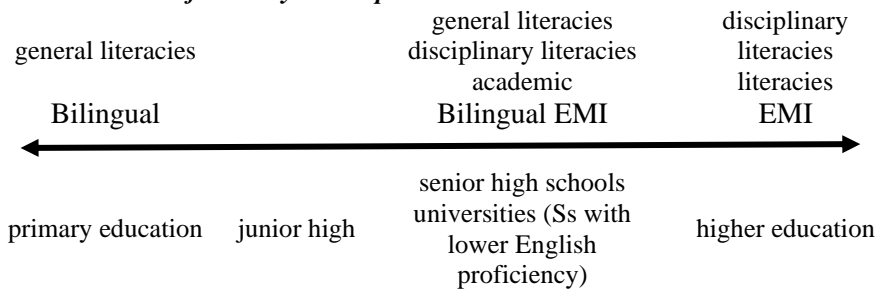 general literacies
general literacies
disciplinary literacies
academic
disciplinary
literacies
literacies
Bilingual
Bilingual EMI
EMI
primary education
junior high
senior high schools
universities (Ss with
lower English
proficiency)
higher education